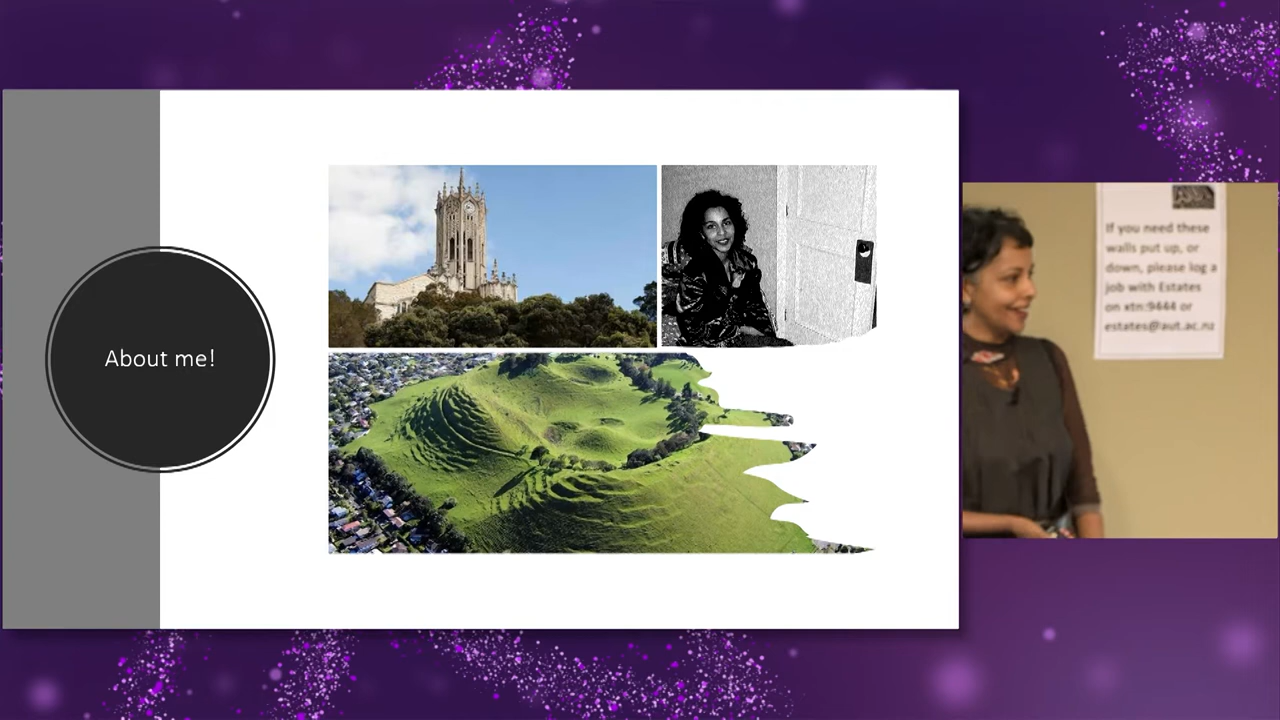 About me!
If you need these
walls put up, or
down, please log a
job with Estates
on xtn:9444 or
estates@aut.ac.nz